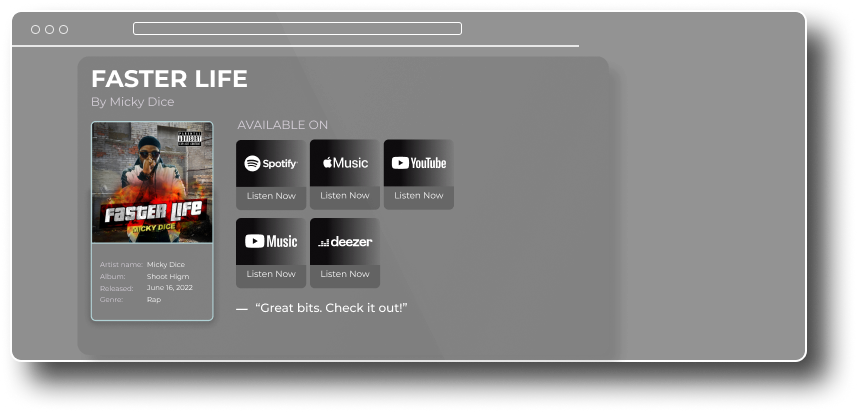 FASTER LIFE
By Micky Dice
AVAILABLE ON
PARENTAL
ADVISORY
EXPLICIT CONTENT
FASTER LIFE
MICKY DICE
Spotify
Music
YouTube
Listen Now
Listen Now
Listen Now
Music
deezer
Listen Now
Listen Now
Artist name: Micky Dice
Album: Shoot Higrn
Released: June 16, 2022
Genre: Rap
— “Great bits. Check it out!”